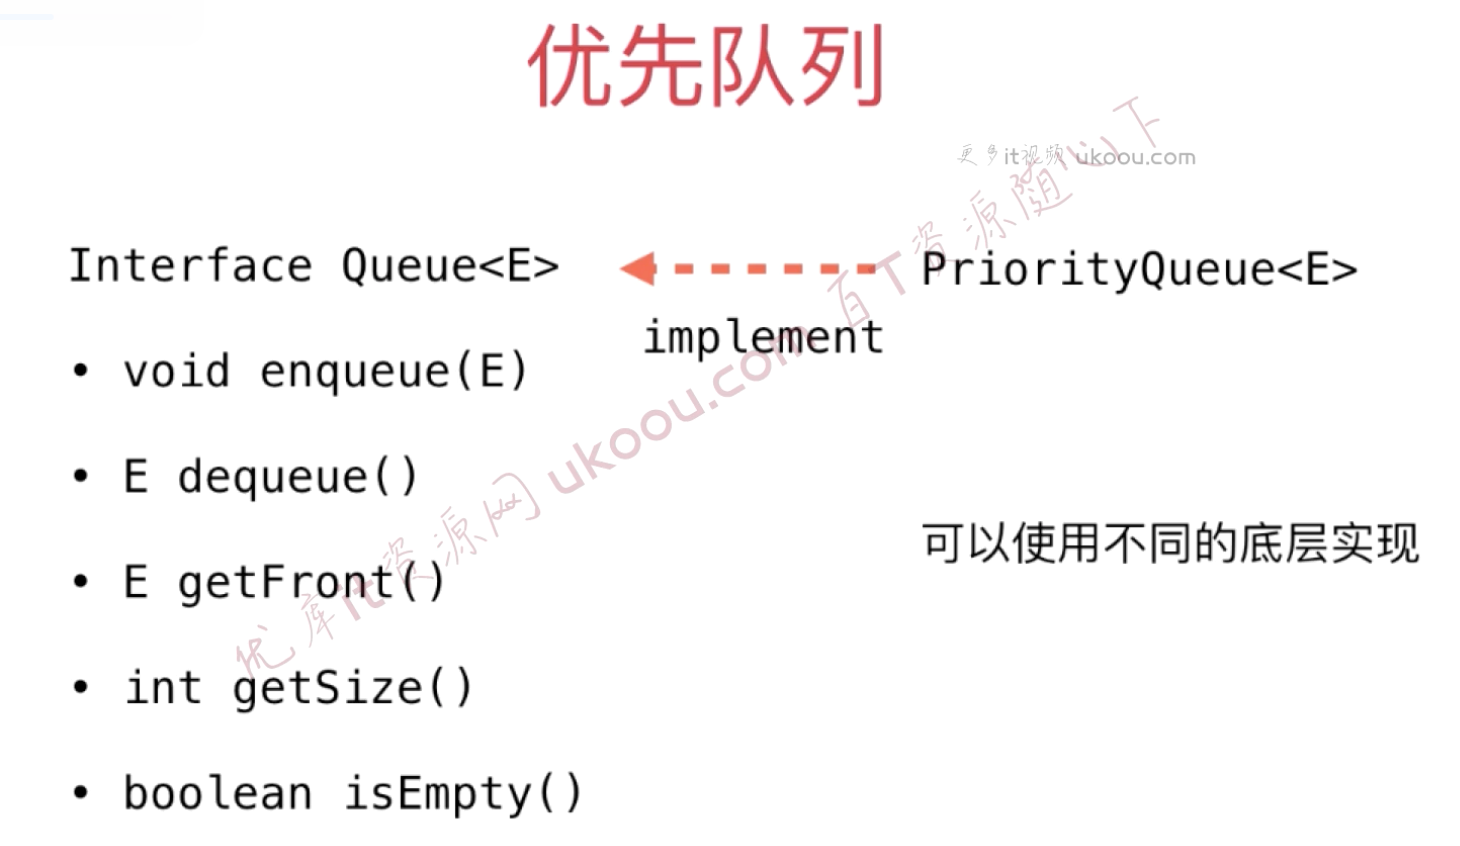 优先队列
更多it视频 ukoou.com
Interface Queue<E>
PriorityQueue<E>
implement
• void enqueue(E)
• E dequeue()
可以使用不同的底层实现
• E getFront()
• int getSize()
• boolean isEmpty()
优库it资源网 ukoou.com 百T资源随心下